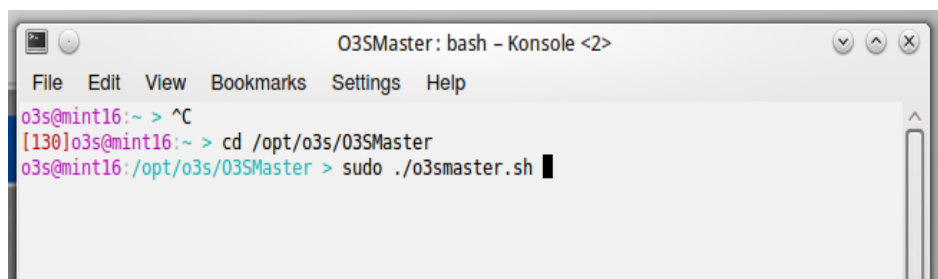 O3SMaster : bash – Konsole <2>
File Edit View Bookmarks Settings Help
o3s@mint16:~ > ^C
[130]o3s@mint16:~ > cd /opt/o3s/O3SMaster
o3s@mint16:/opt/o3s/O3SMaster > sudo ./o3smaster.sh